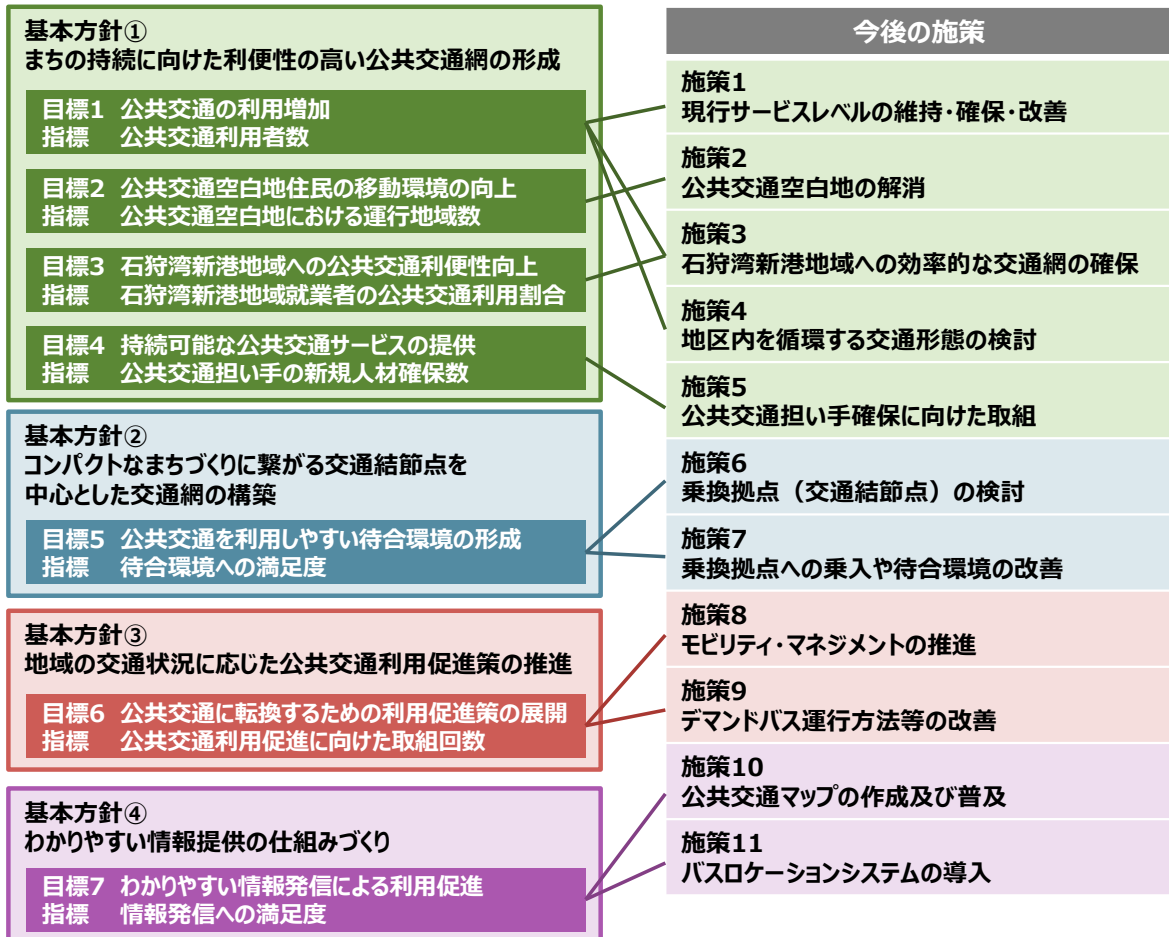 基本方針①
まちの持続に向けた利便性の高い公共交通網の形成
目標1 公共交通の利用増加
指標 公共交通利用者数
目標2 公共交通空白地住民の移動環境の向上
指標 公共交通空白地における運行地域数
目標3 石狩湾新港地域への公共交通利便性向上
指標 石狩湾新港地域就業者の公共交通利用割合
目標4 持続可能な公共交通サービスの提供
指標 公共交通担い手の新規人材確保数
基本方針②
コンパクトなまちづくりに繋がる交通結節点を
中心とした交通網の構築
目標5 公共交通を利用しやすい待合環境の形成
指標 待合環境への満足度
基本方針③
地域の交通状況に応じた公共交通利用促進策の推進
目標6 公共交通に転換するための利用促進策の展開
指標 公共交通利用促進に向けた取組回数
基本方針④
わかりやすい情報提供の仕組みづくり
目標7 わかりやすい情報発信による利用促進
指標 情報発信への満足度
今後の施策
施策1
現行サービスレベルの維持・確保・改善
施策2
公共交通空白地の解消
施策3
石狩湾新港地域への効率的な交通網の確保
施策4
地区内を循環する交通形態の検討
施策5
公共交通担い手確保に向けた取組
施策6
乗換拠点（交通結節点）の検討
施策7
乗換拠点への乗入や待合環境の改善
施策8
モビリティ・マネジメントの推進
施策9
デマンドバス運行方法等の改善
施策10
公共交通マップの作成及び普及
施策11
バスロケーションシステムの導入